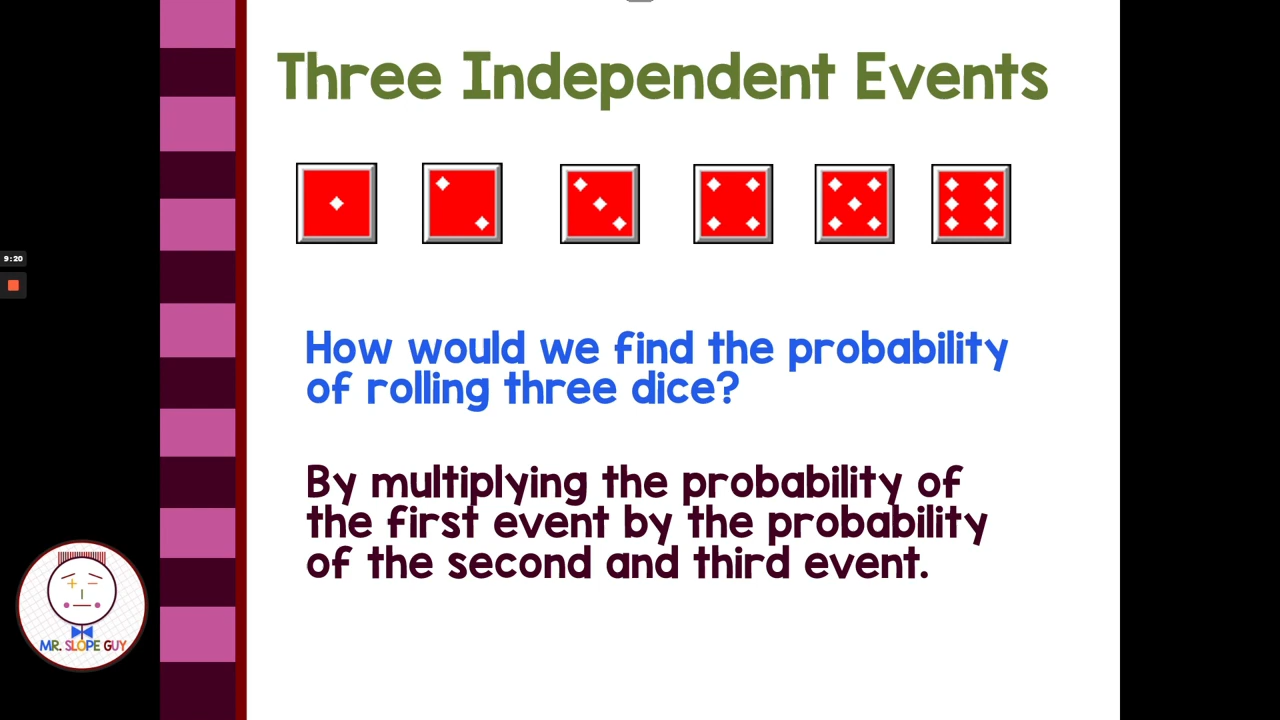 Three Independent Events
9:20
How would we find the probability
of rolling three dice?
By multiplying the probability of
the first event by the probability
of the second and third event.
MR. SLOPE GUY